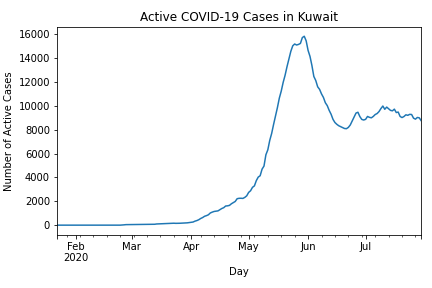 Active COVID-19 Cases in Kuwait
16000
14000
12000
10000
8000
6000
4000
2000
0
Number of Active Cases
Feb Mar Apr May Jun Jul
2020
Day